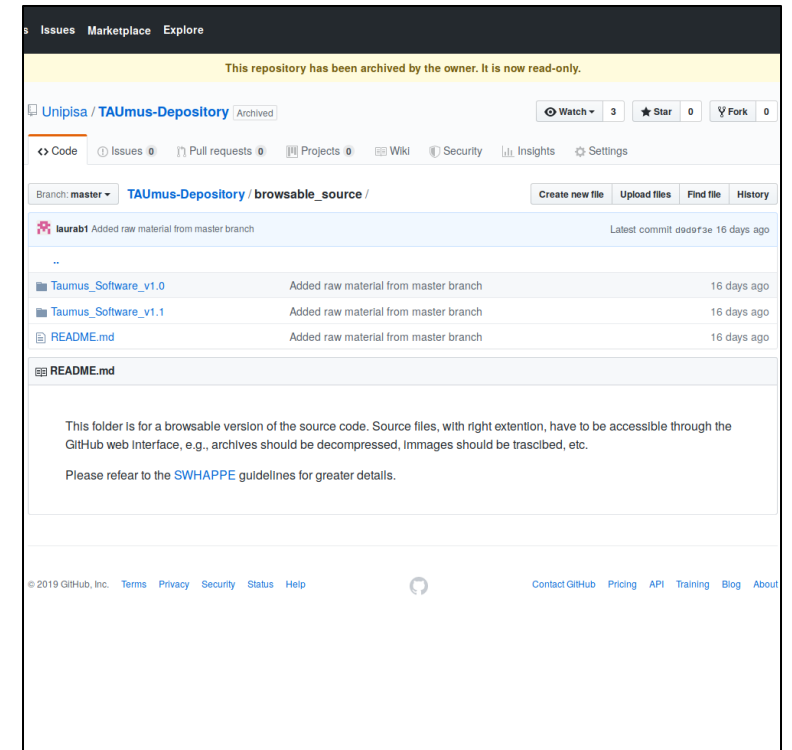 s Issues Marketplace Explore
This repository has been archived by the owner. It is now read-only.
Unipisa / TAUmus-Depository Archived Watch 3 Star 0 Fork 0
Code Issues 0 Pull requests 0 Projects 0 Wiki Security Insights Settings
Branch: master TAUmus-Depository / browsable_source / Create new file Upload files Find file History
laurab1 Added raw material from master branch Latest commit d9d9f3e 16 days ago
..
Taumus_Software_v1.0 Added raw material from master branch 16 days ago
Taumus_Software_v1.1 Added raw material from master branch 16 days ago
README.md Added raw material from master branch 16 days ago
README.md
This folder is for a browsable version of the source code. Source files, with right extention, have to be accessible through the
GitHub web interface, e.g., archives should be decompressed, immages should be trascibed, etc.
Please refear to the SWHAPPE guidelines for greater details.
© 2019 GitHub, Inc. Terms Privacy Security Status Help Contact GitHub Pricing API Training Blog About